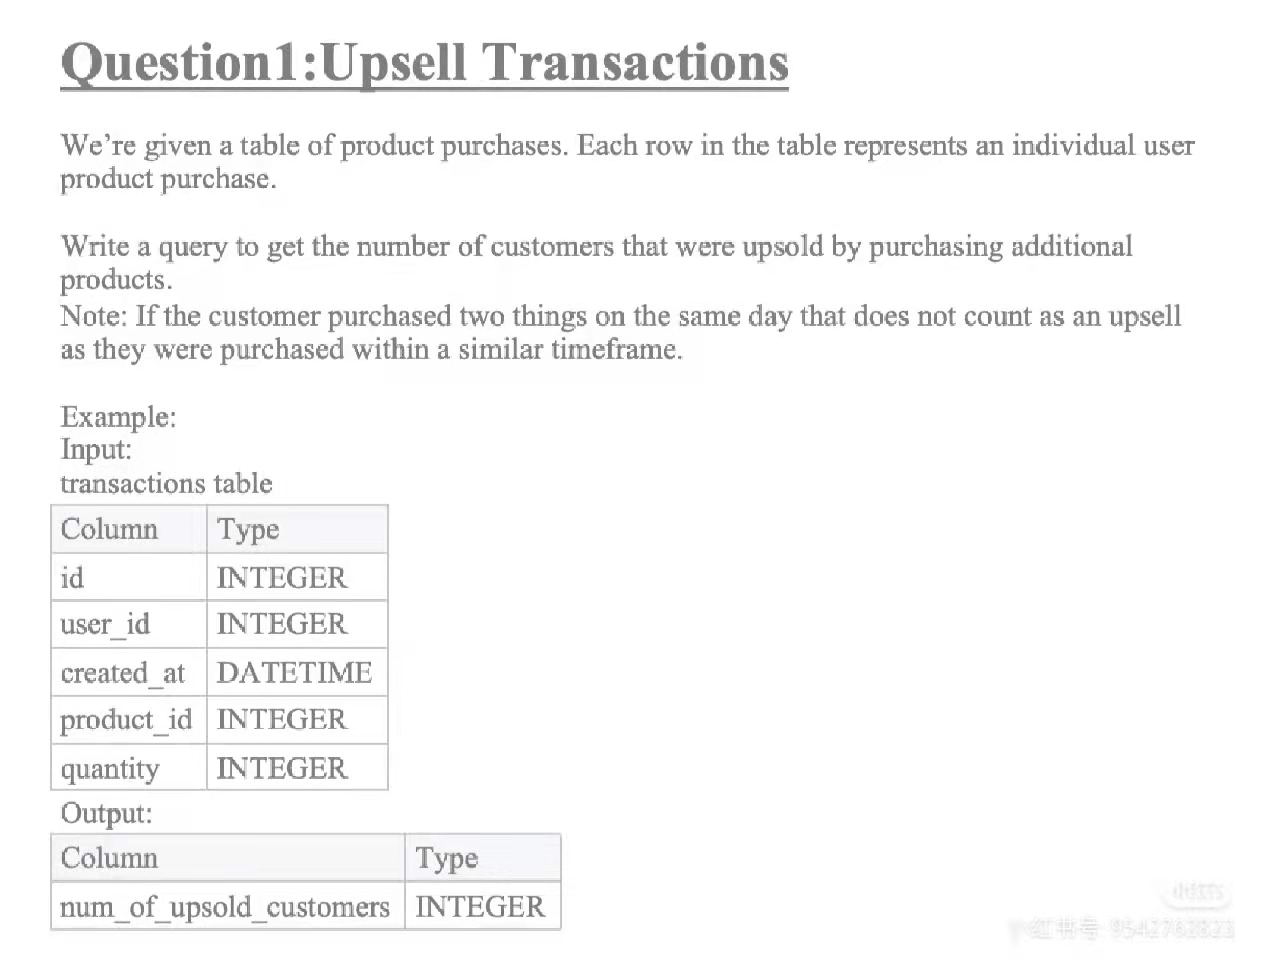 Question1:Upsell Transactions
We’re given a table of product purchases. Each row in the table represents an individual user
product purchase.
Write a query to get the number of customers that were upsold by purchasing additional
products.
Note: If the customer purchased two things on the same day that does not count as an upsell
as they were purchased within a similar timeframe.
Example:
Input:
transactions table
Column Type
id INTEGER
user_id INTEGER
created_at DATETIME
product_id INTEGER
quantity INTEGER
Output:
Column Type
num_of_upsold_customers INTEGER
小红书号